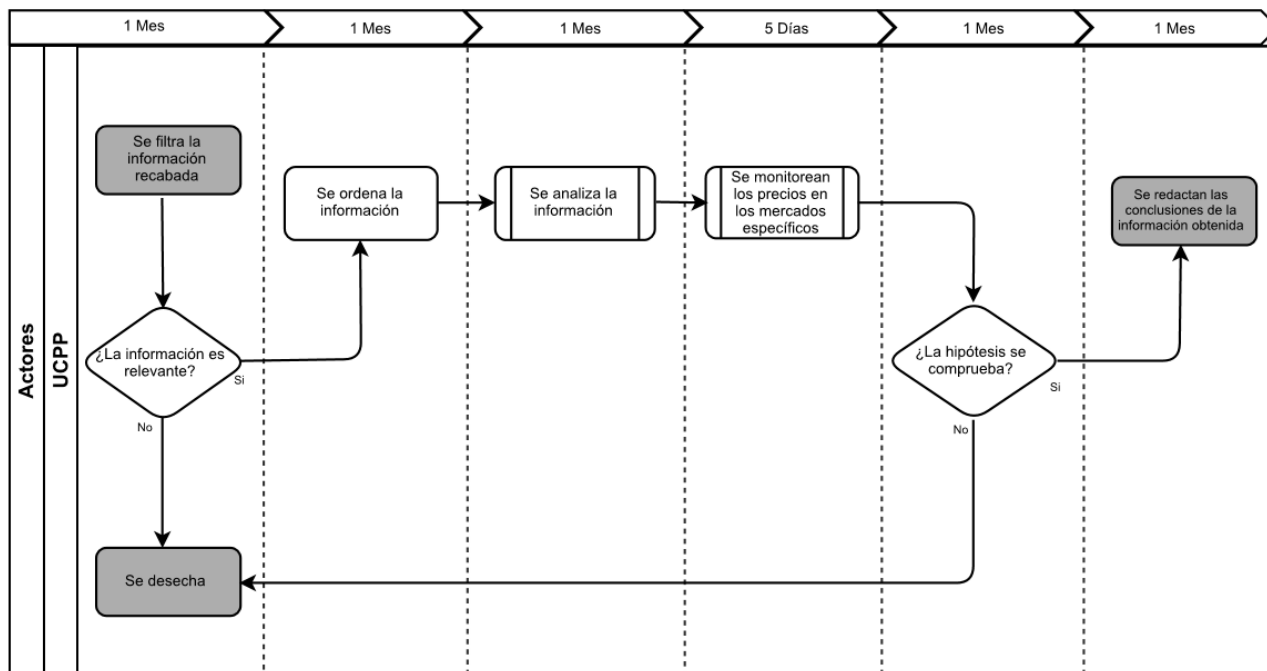 1 Mes
1 Mes
1 Mes
5 Días
1 Mes
1 Mes
Actores
UCPP
Se filtra la
información
recabada
¿La información es
relevante?
Si
No
Se desecha
Se ordena la
información
Se analiza la
información
Se monitorean
los precios en
los mercados
específicos
¿La hipótesis se
comprueba?
Si
No
Se redactan las
conclusiones de la
información obtenida